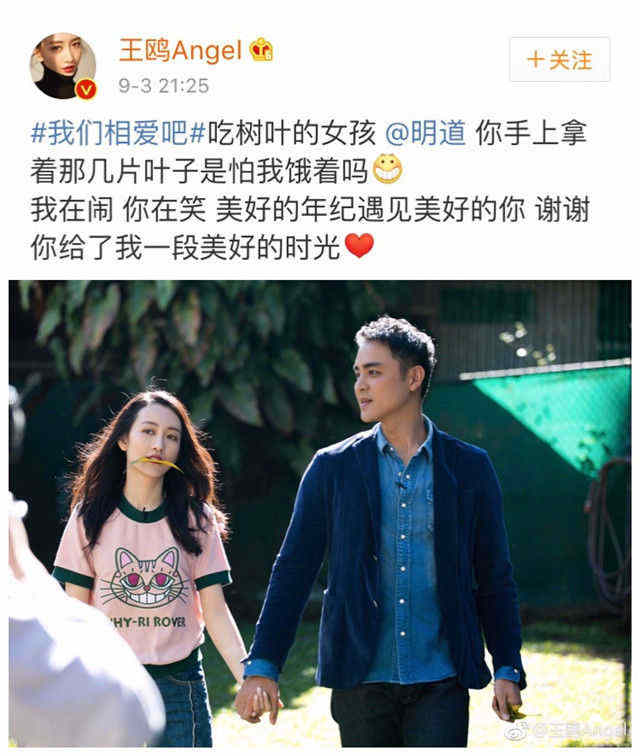 王鸥Angel
9-3 21:25
+关注
#我们相爱吧#吃树叶的女孩 @明道 你手上拿
着那几片叶子是怕我饿着吗
我在闹 你在笑 美好的年纪遇见美好的你 谢谢
你给了我一段美好的时光
HY-RI ROVER
@王鸥Angel